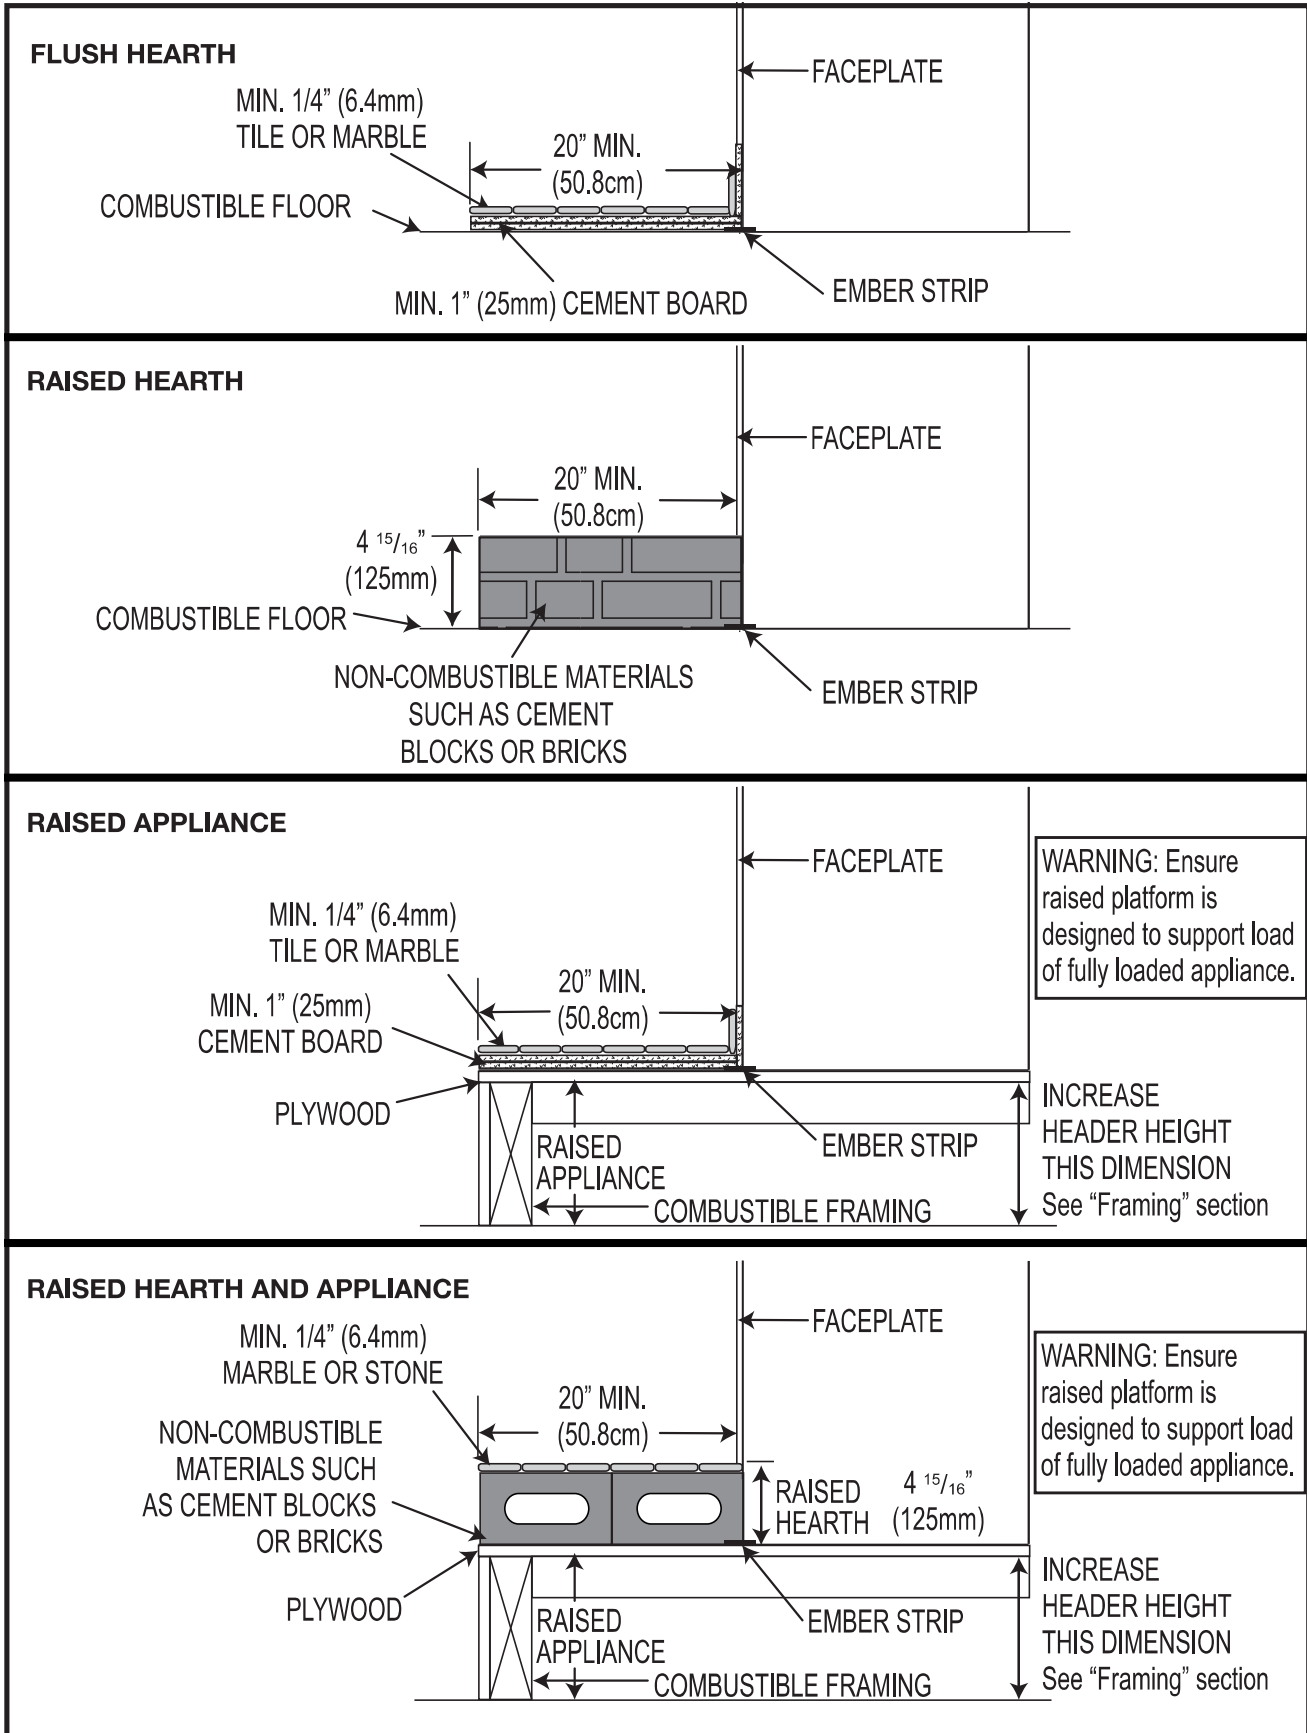 FLUSH HEARTH
MIN. 1/4” (6.4mm)
TILE OR MARBLE
FACEPLATE
20” MIN.
(50.8cm)
COMBUSTIBLE FLOOR
MIN. 1” (25mm) CEMENT BOARD
EMBER STRIP
RAISED HEARTH
FACEPLATE
20” MIN.
(50.8cm)
4 15/16”
(125mm)
COMBUSTIBLE FLOOR
NON-COMBUSTIBLE MATERIALS
SUCH AS CEMENT
BLOCKS OR BRICKS
EMBER STRIP
RAISED APPLIANCE
FACEPLATE
WARNING: Ensure
raised platform is
designed to support load
of fully loaded appliance.
MIN. 1/4” (6.4mm)
TILE OR MARBLE
20” MIN.
(50.8cm)
MIN. 1” (25mm)
CEMENT BOARD
PLYWOOD
RAISED
APPLIANCE
EMBER STRIP
COMBUSTIBLE FRAMING
INCREASE
HEADER HEIGHT
THIS DIMENSION
See “Framing” section
RAISED HEARTH AND APPLIANCE
MIN. 1/4” (6.4mm)
MARBLE OR STONE
FACEPLATE
WARNING: Ensure
raised platform is
designed to support load
of fully loaded appliance.
20” MIN.
(50.8cm)
NON-COMBUSTIBLE
MATERIALS SUCH
AS CEMENT BLOCKS
OR BRICKS
RAISED
HEARTH
4 15/16”
(125mm)
PLYWOOD
RAISED
APPLIANCE
EMBER STRIP
COMBUSTIBLE FRAMING
INCREASE
HEADER HEIGHT
THIS DIMENSION
See “Framing” section